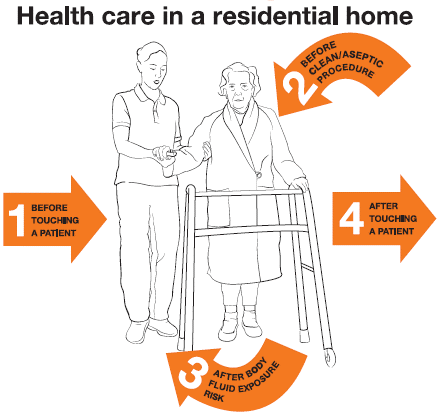 Health care in a residential home
1
BEFORE
TOUCHING
A PATIENT
2
BEFORE
CLEAN/ASEPTIC
PROCEDURE
3
AFTER BODY
FLUID EXPOSURE
RISK
4
AFTER
TOUCHING
A PATIENT